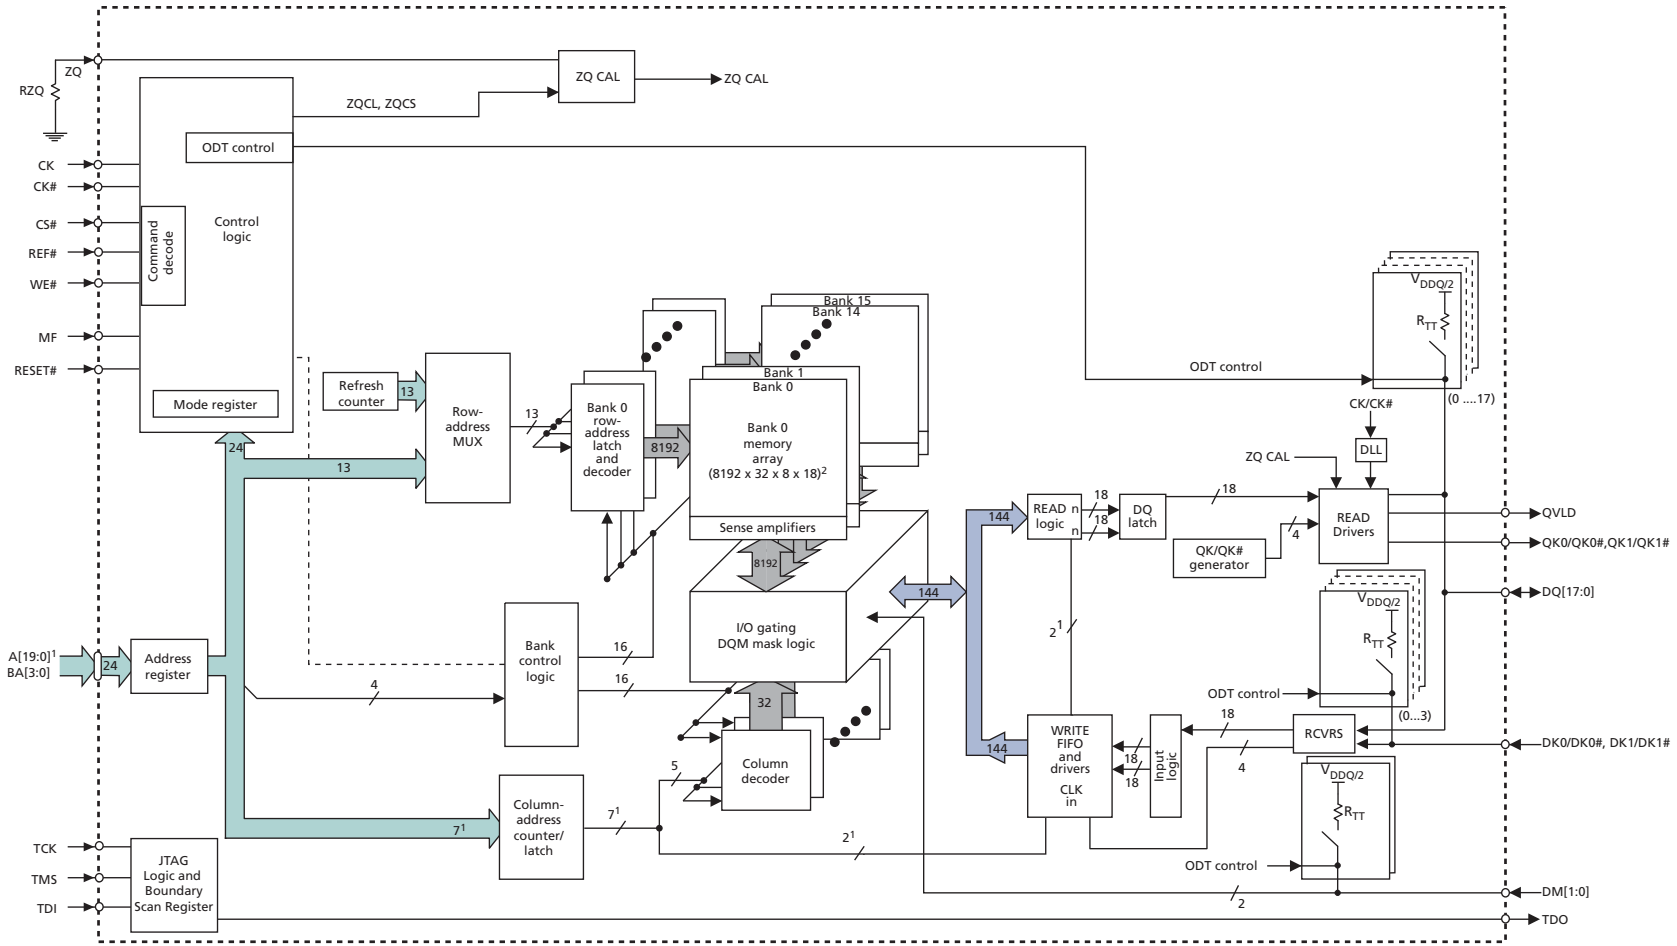 ZQ
RZQ
ZQ CAL
ZQ CAL
ZQCL, ZQCS
ODT control
CK
CK#
CS#
REF#
WE#
MF
RESET#
Command
decode
Control
logic
Mode register
Refresh
counter
13
Row-
address
MUX
13
24
13
Bank 0
row-
address
latch
and
decoder
8192
Bank 15
Bank 14
Bank 1
Bank 0
Bank 0
memory
array
(8192 x 32 x 8 x 18)²
Sense amplifiers
8192
I/O gating
DQM mask logic
32
144
A[19:0]¹
BA[3:0]
24
Address
register
4
Bank
control
logic
16
16
5
Column
decoder
7¹
Column-
address
counter/
latch
7¹
2¹
TCK
TMS
TDI
JTAG
Logic and
Boundary
Scan Register
144
READ
logic
n
n
18
18
DQ
latch
18
2¹
QK/QK#
generator
4
ZQ CAL
CK/CK#
DLL
READ
Drivers
ODT control
VDDQ/2
RTT
(0 ....17)
QVLD
QK0/QK0#,QK1/QK1#
DQ[17:0]
VDDQ/2
RTT
ODT control
(0...3)
144
WRITE
FIFO
and
drivers
CLK
in
18
18
Input
logic
18
4
RCVRS
DK0/DK0#, DK1/DK1#
VDDQ/2
RTT
ODT control
2
DM[1:0]
TDO